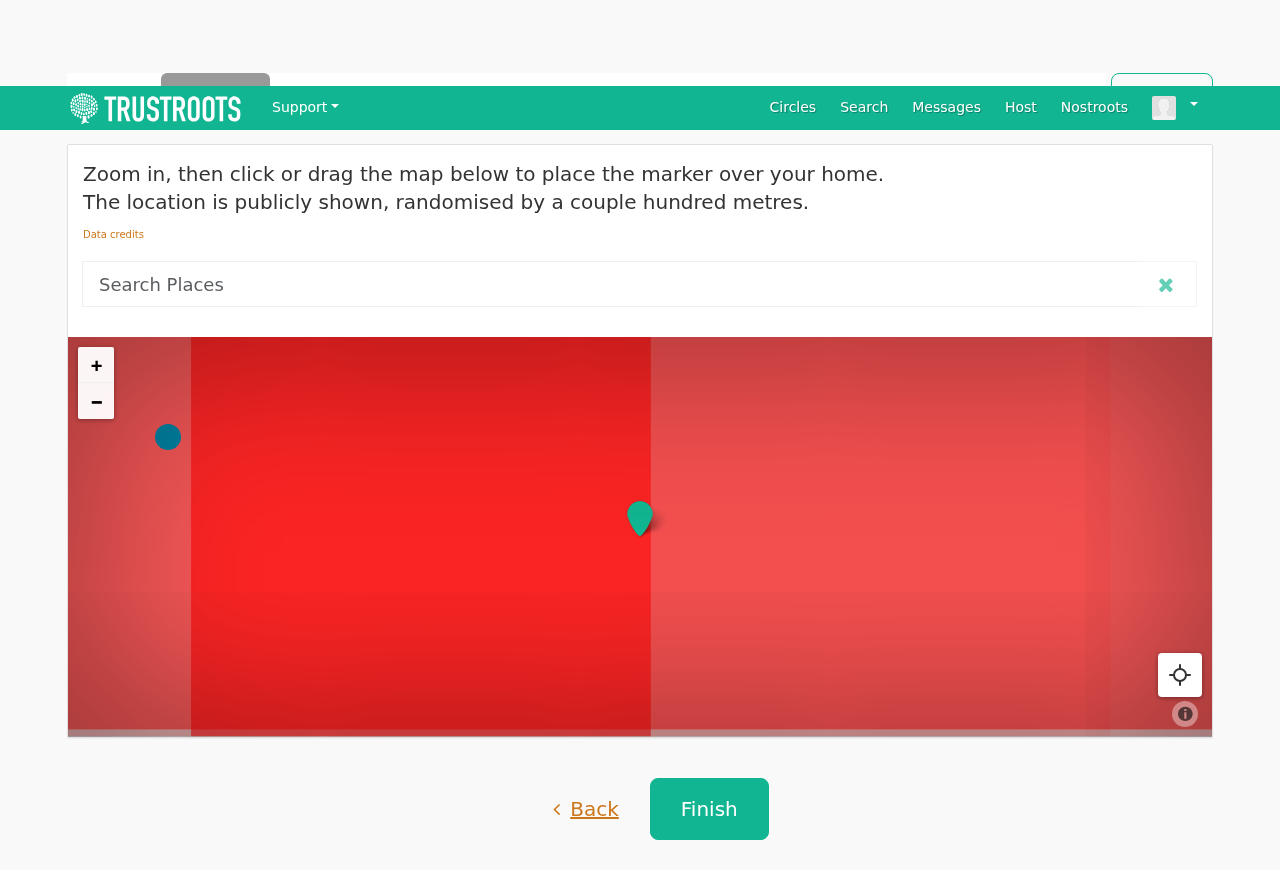 TRUSTROOTS
Support
Circles
Search
Messages
Host
Nostroots
Zoom in, then click or drag the map below to place the marker over your home.
The location is publicly shown, randomised by a couple hundred metres.
Data credits
Search Places
+
−
Back
Finish